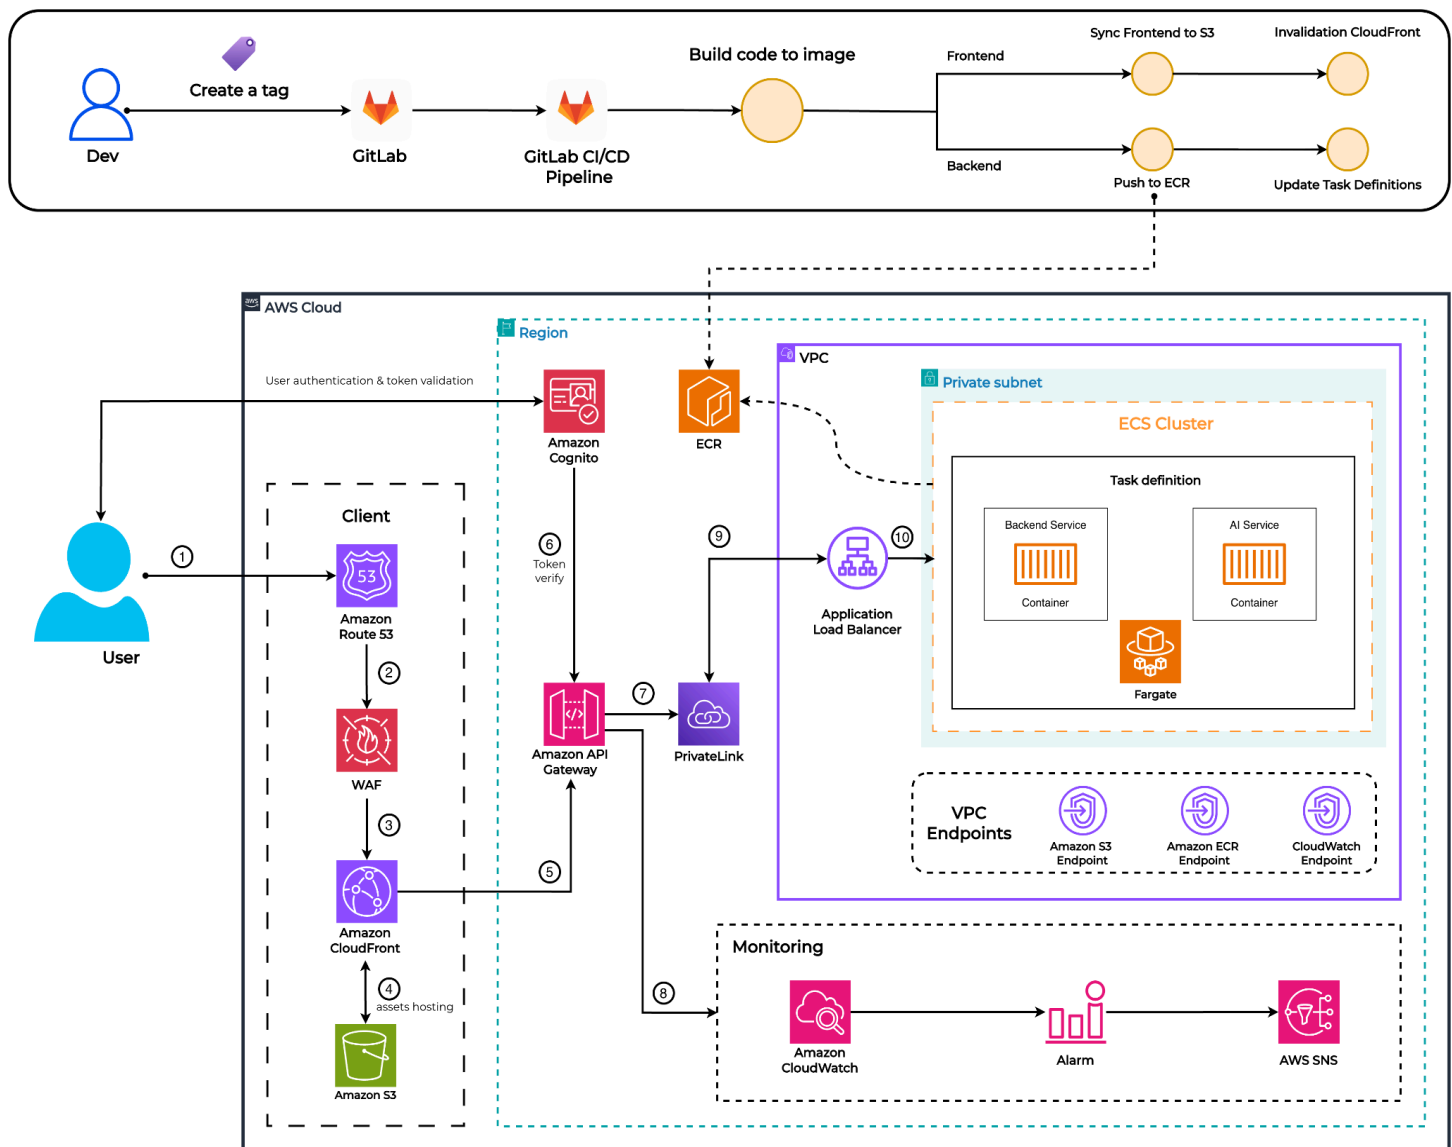 Sync Frontend to S3
Invalidation CloudFront
Build code to image
Frontend
Create a tag
Dev
GitLab
GitLab CI/CD
Pipeline
Backend
Push to ECR
Update Task Definitions
aws
AWS Cloud
Region
VPC
User authentication & token validation
Private subnet
Amazon
Cognito
ECR
ECS Cluster
Task definition
Client
Backend Service
AI Service
1
6
Token
verify
9
10
53
Container
Container
Amazon
Route 53
Application
Load Balancer
User
2
7
Fargate
WAF
Amazon API
Gateway
PrivateLink
3
VPC
Endpoints
Amazon S3
Endpoint
Amazon ECR
Endpoint
CloudWatch
Endpoint
5
Amazon
CloudFront
Monitoring
4
assets hosting
8
Amazon
CloudWatch
Alarm
AWS SNS
Amazon S3